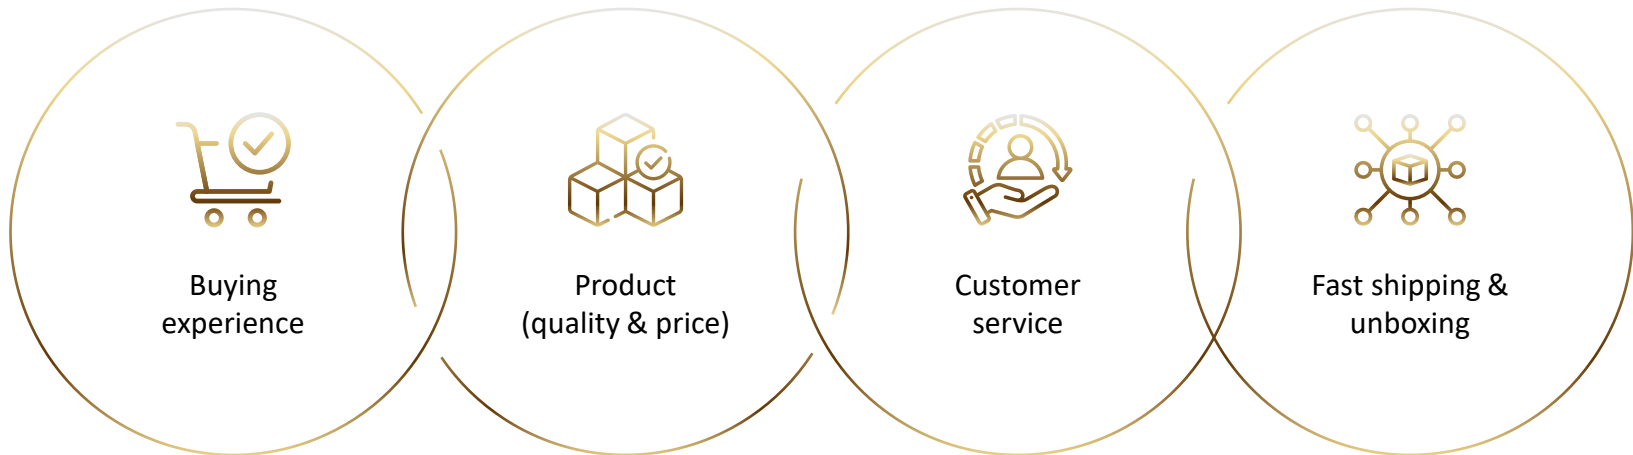 Buying
experience
Product
(quality & price)
Customer
service
Fast shipping &
unboxing